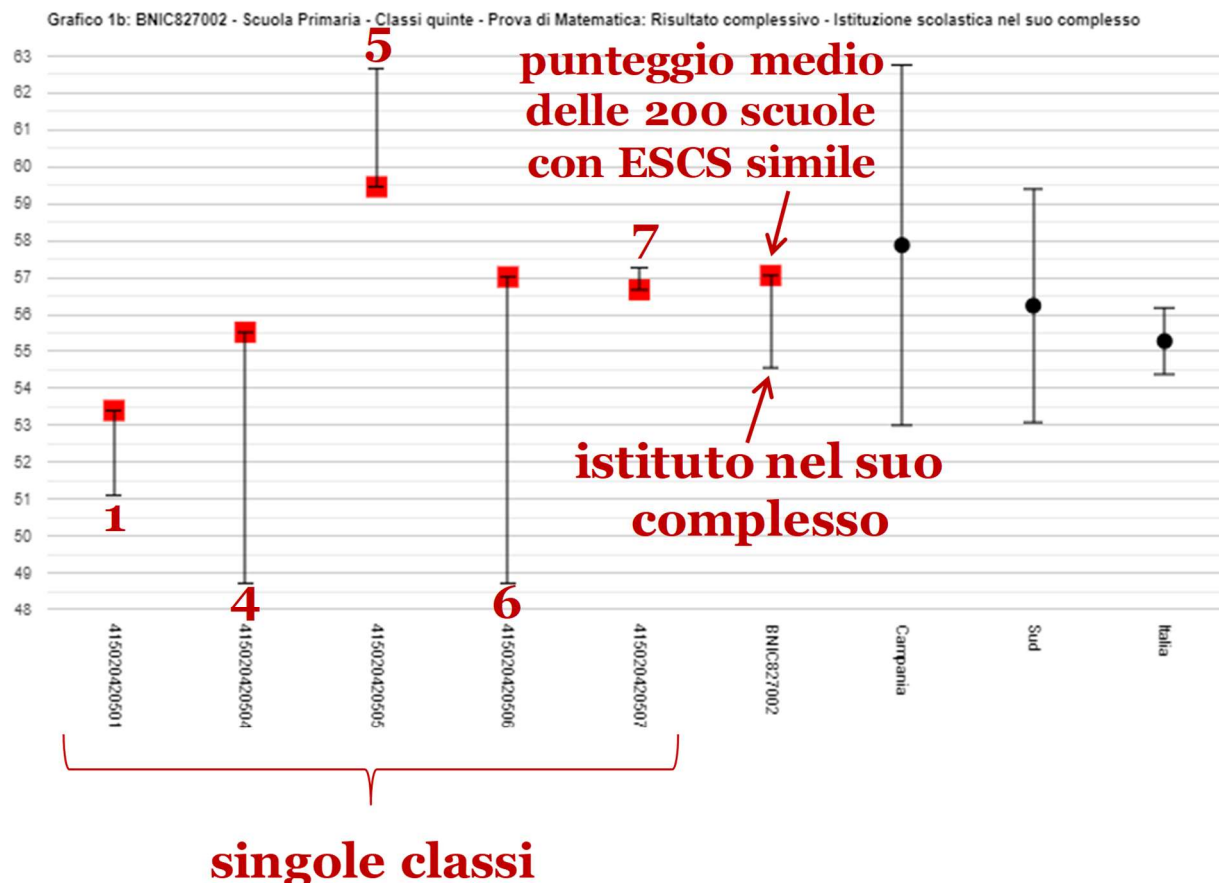 Grafico 1b: BNIC827002 - Scuola Primaria - Classi quinte - Prova di Matematica: Risultato complessivo - Istituzione scolastica nel suo complesso
63
62
61
60
59
58
57
56
55
54
53
52
51
50
49
48
5
punteggio medio
delle 200 scuole
con ESCS simile
7
istituto nel suo
complesso
1
4
6
415020420501
415020420504
415020420505
415020420506
415020420507
BNIC827002
Campania
Sud
Italia
singole classi